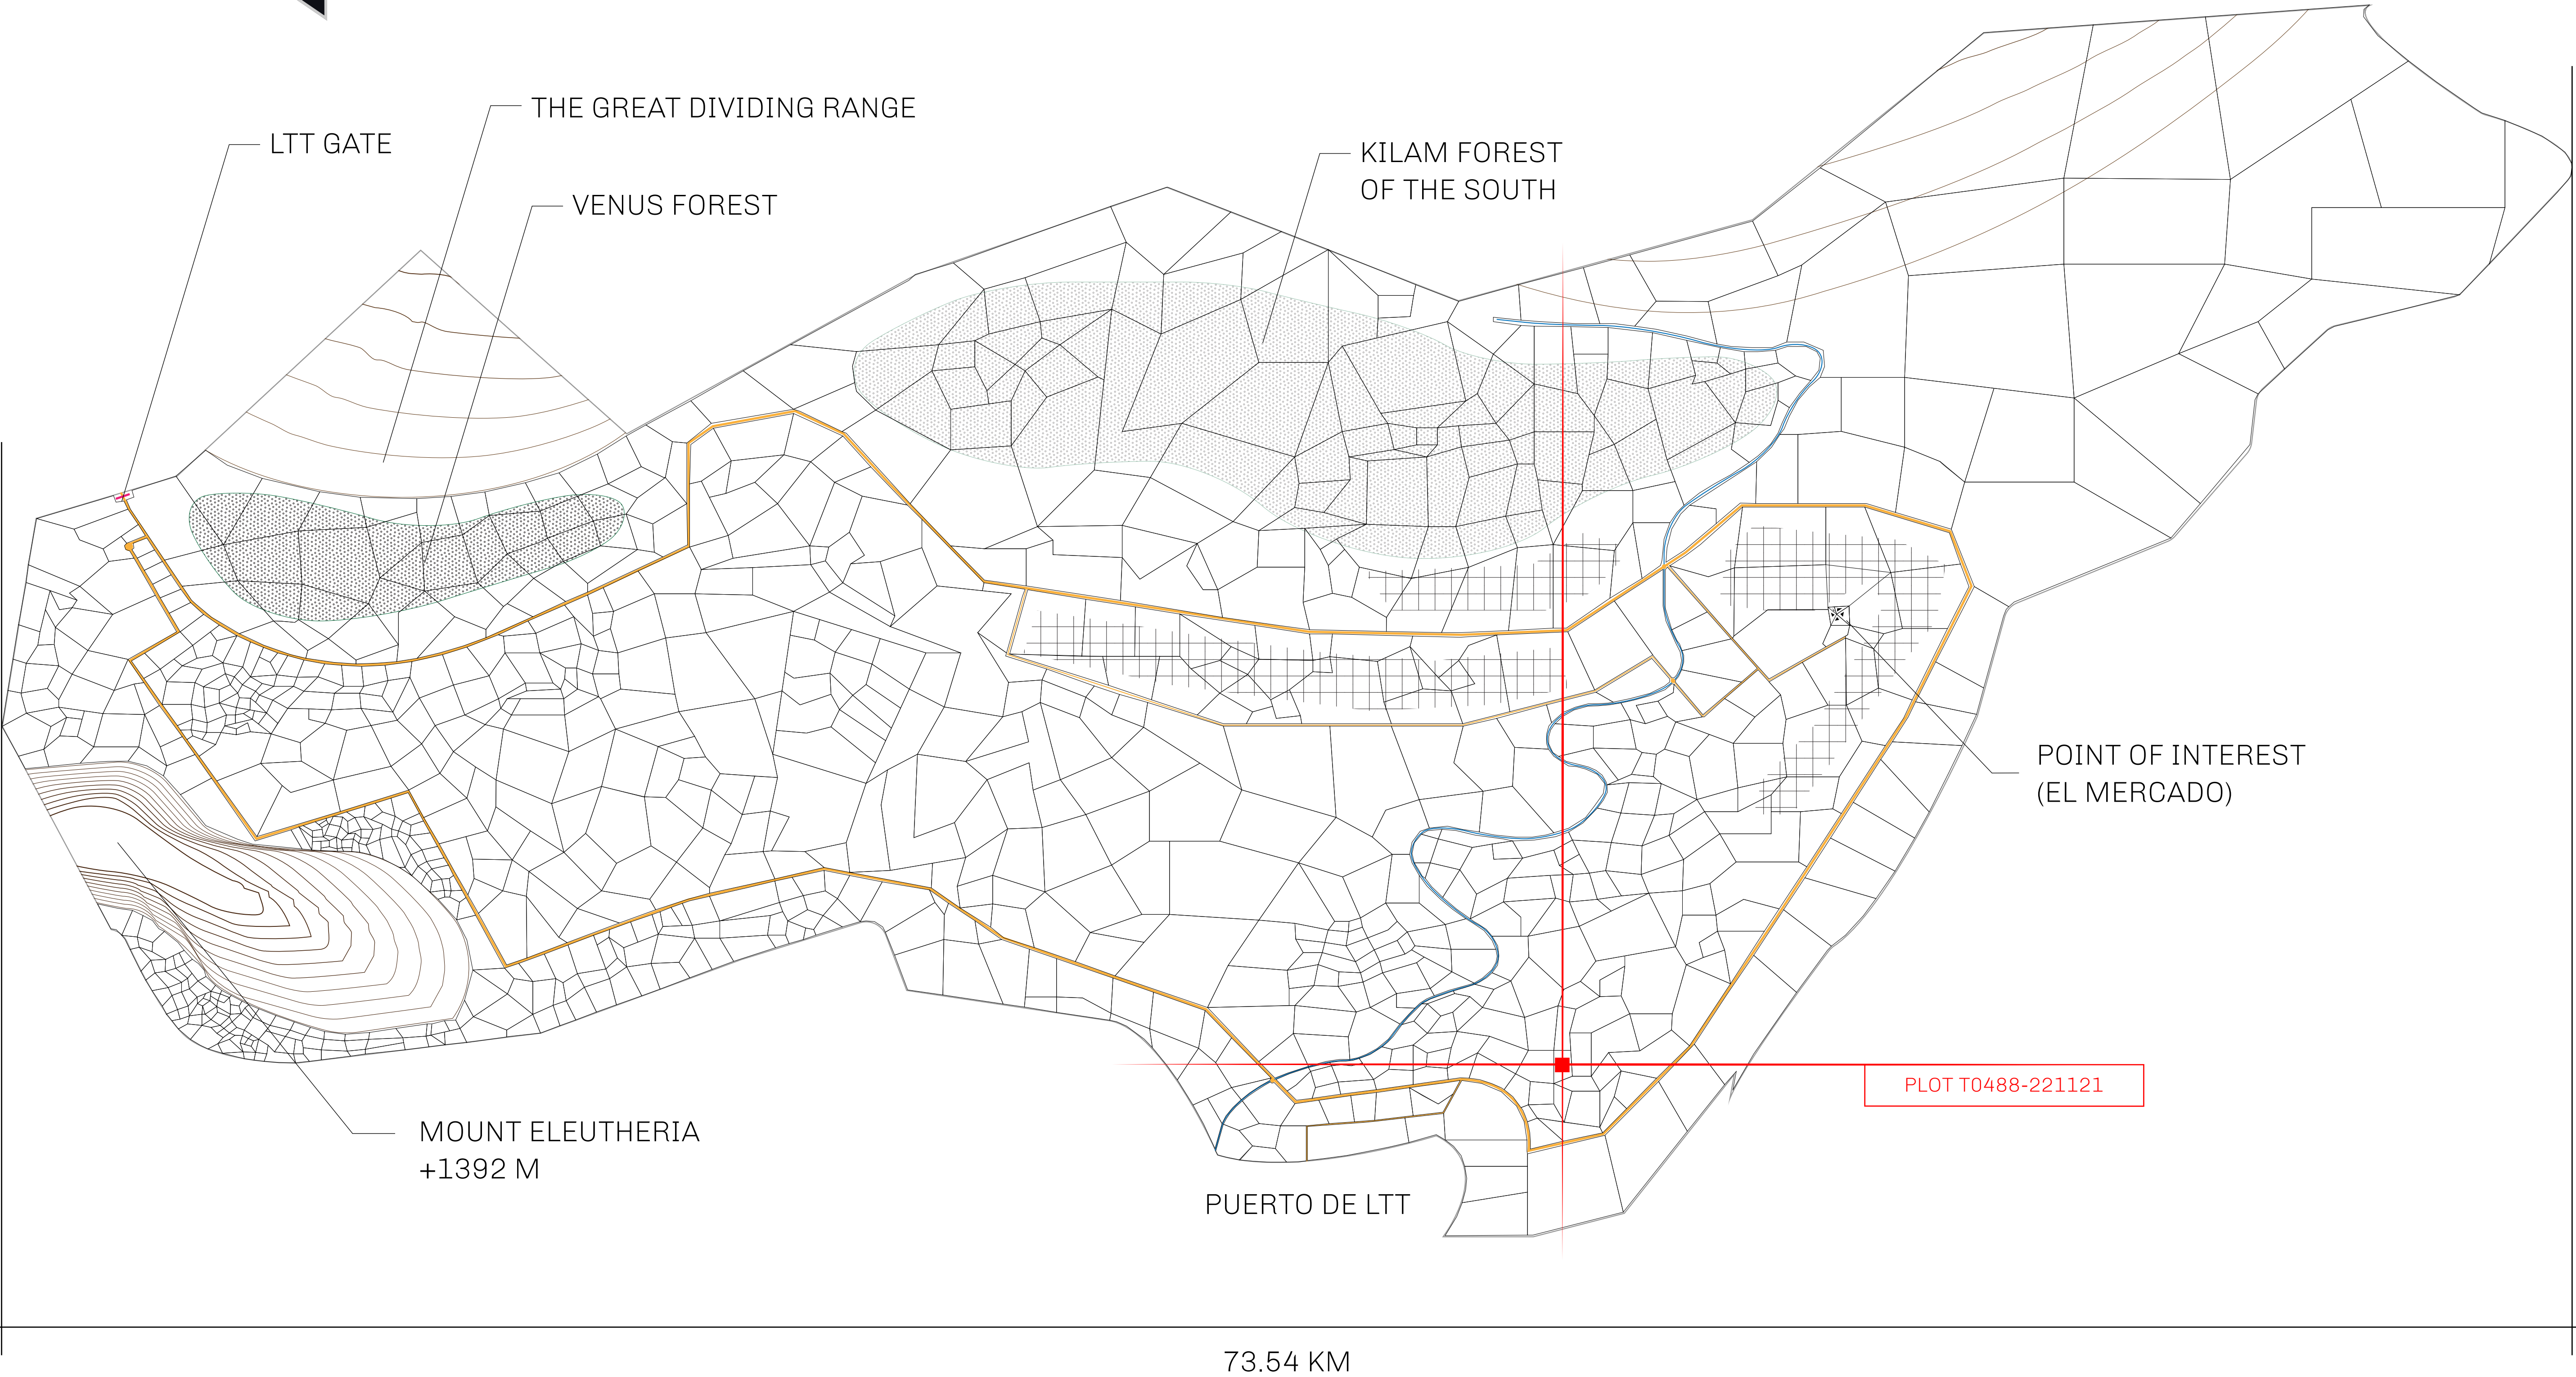 THE GREAT DIVIDING RANGE
LTT GATE
KILAM FOREST
OF THE SOUTH
VENUS FOREST
POINT OF INTEREST
(EL MERCADO)
PLOT T0488-221121
MOUNT ELEUTHERIA
+1392 M
PUERTO DE LTT
73.54 KM